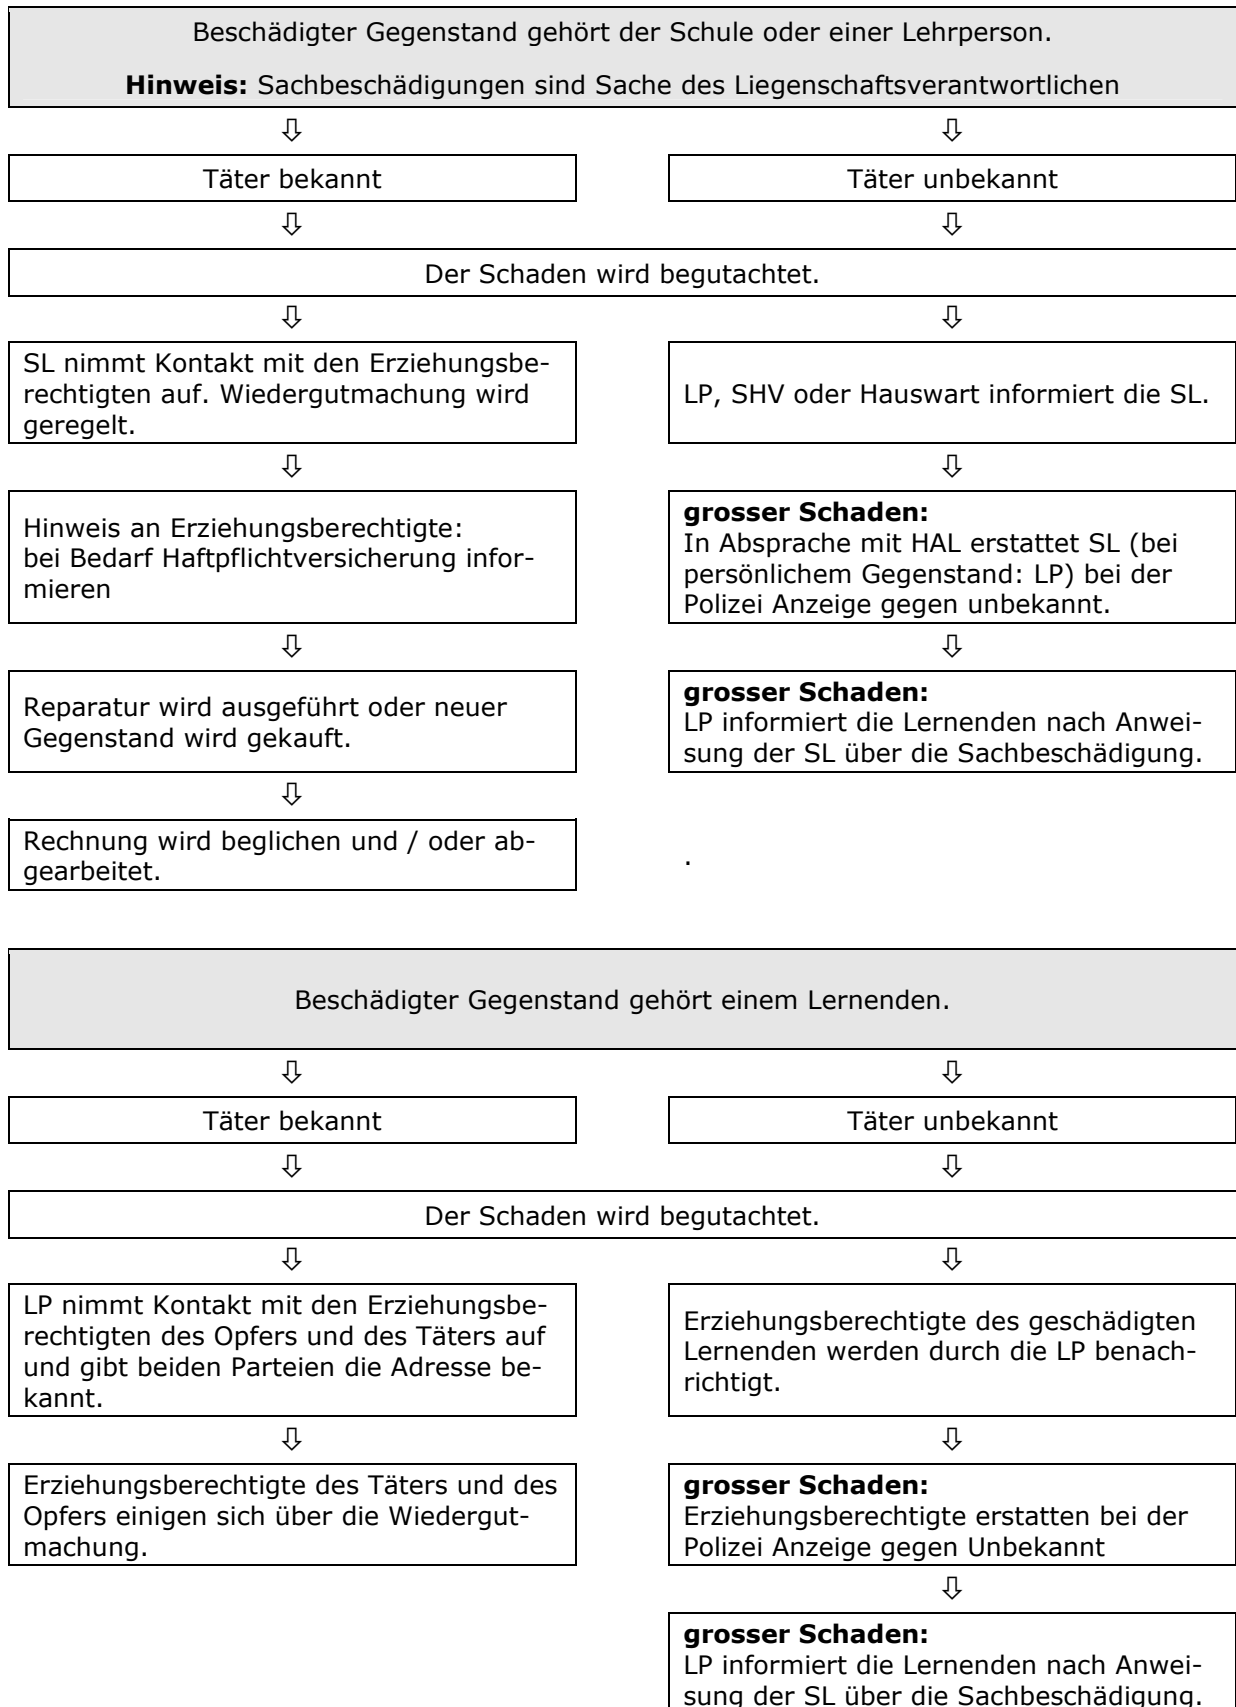 Beschädigter Gegenstand gehört der Schule oder einer Lehrperson.
Hinweis: Sachbeschädigungen sind Sache des Liegenschaftsverantwortlichen
⇩ ⇩
Täter bekannt
Täter unbekannt
⇩ ⇩
Der Schaden wird begutachtet.
⇩ ⇩
SL nimmt Kontakt mit den Erziehungsbe-
rechtigten auf. Wiedergutmachung wird
geregelt.
LP, SHV oder Hauswart informiert die SL.
⇩ ⇩
Hinweis an Erziehungsberechtigte:
bei Bedarf Haftpflichtversicherung infor-
mieren
grosser Schaden:
In Absprache mit HAL erstattet SL (bei
persönlichem Gegenstand: LP) bei der
Polizei Anzeige gegen unbekannt.
⇩ ⇩
Reparatur wird ausgeführt oder neuer
Gegenstand wird gekauft.
grosser Schaden:
LP informiert die Lernenden nach Anwei-
sung der SL über die Sachbeschädigung.
⇩
Rechnung wird beglichen und / oder ab-
gearbeitet.
.
Beschädigter Gegenstand gehört einem Lernenden.
⇩ ⇩
Täter bekannt
Täter unbekannt
⇩ ⇩
Der Schaden wird begutachtet.
⇩ ⇩
LP nimmt Kontakt mit den Erziehungsbe-
rechtigten des Opfers und des Täters auf
und gibt beiden Parteien die Adresse be-
kannt.
Erziehungsberechtigte des geschädigten
Lernenden werden durch die LP benach-
richtigt.
⇩ ⇩
Erziehungsberechtigte des Täters und des
Opfers einigen sich über die Wiedergut-
machung.
grosser Schaden:
Erziehungsberechtigte erstatten bei der
Polizei Anzeige gegen Unbekannt
⇩
grosser Schaden:
LP informiert die Lernenden nach Anwei-
sung der SL über die Sachbeschädigung.